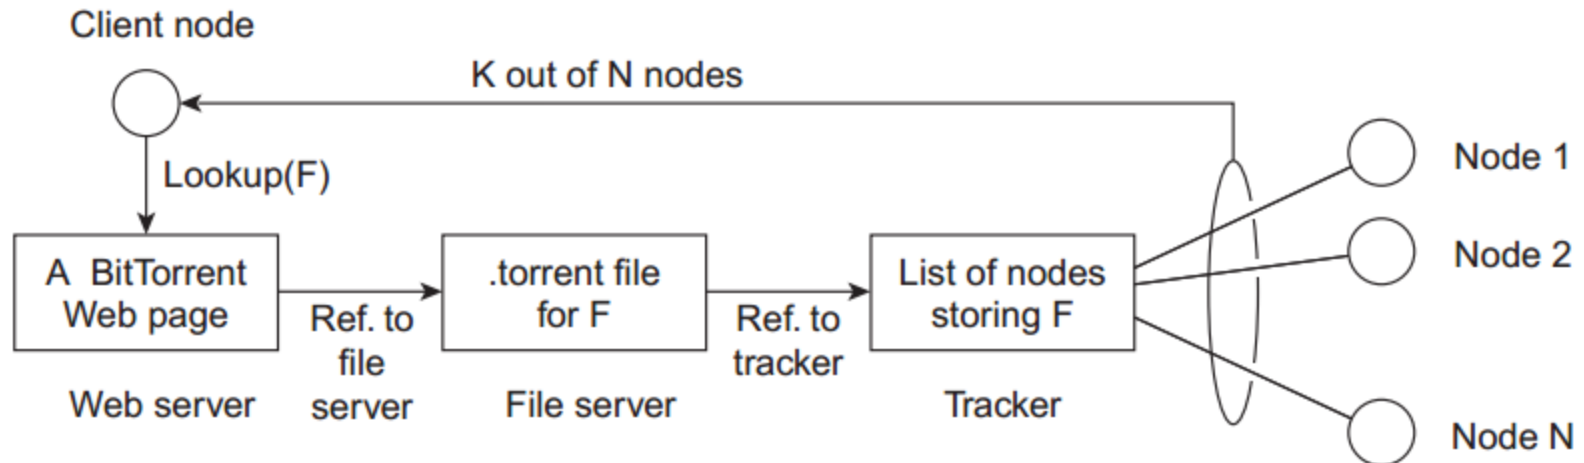 Client node
K out of N nodes
Lookup(F)
Node 1
Node 2
A BitTorrent
Web page
Ref. to
file
server
.torrent file
for F
Ref. to
tracker
List of nodes
storing F
Web server
File server
Tracker
Node N